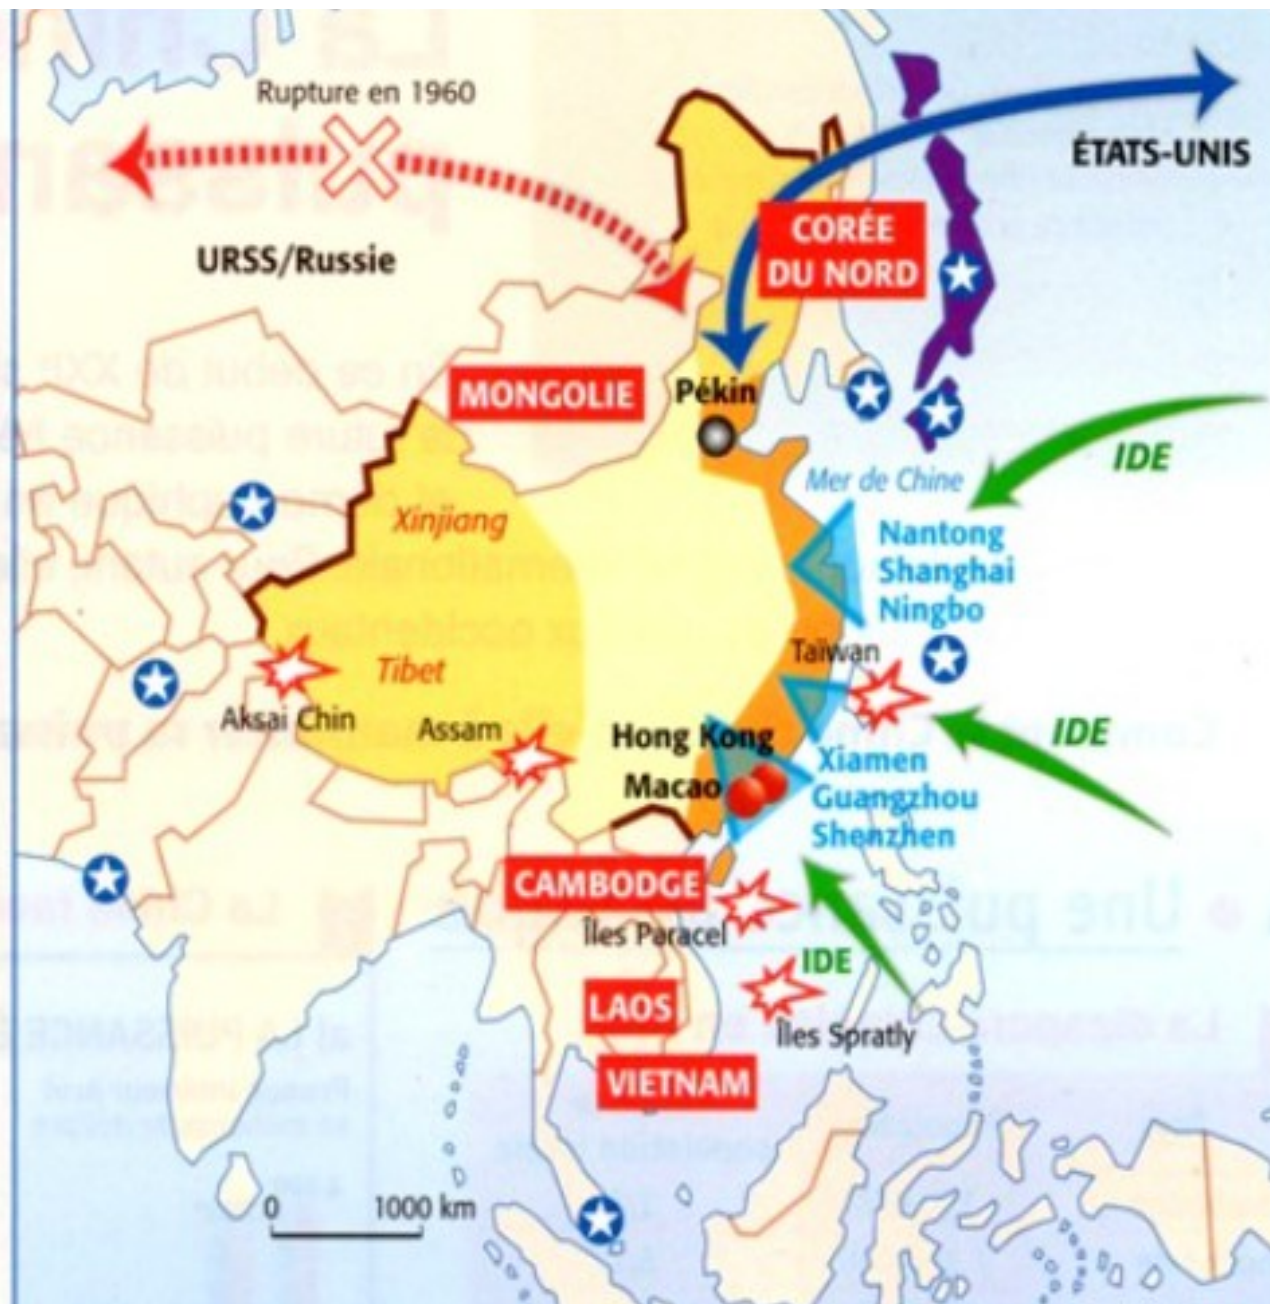 Rupture en 1960
ÉTATS-UNIS
CORÉE
DU NORD
URSS/Russie
MONGOLIE
Pékin
IDE
Mer de Chine
Xinjiang
Nantong
Shanghai
Ningbo
Taïwan
Tibet
Aksai Chin
Assam
Hong Kong
IDE
Macao
Xiamen
Guangzhou
Shenzhen
CAMBODGE
Îles Paracel
IDE
LAOS
Îles Spratly
VIETNAM
0 1000 km